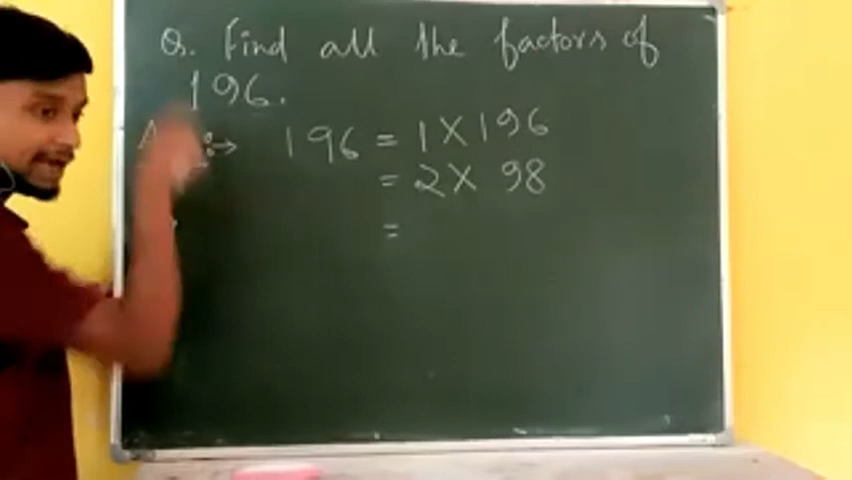 Q. Find all the factors of
196.
:→ 196 = 1 X 196
= 2 X 98
=